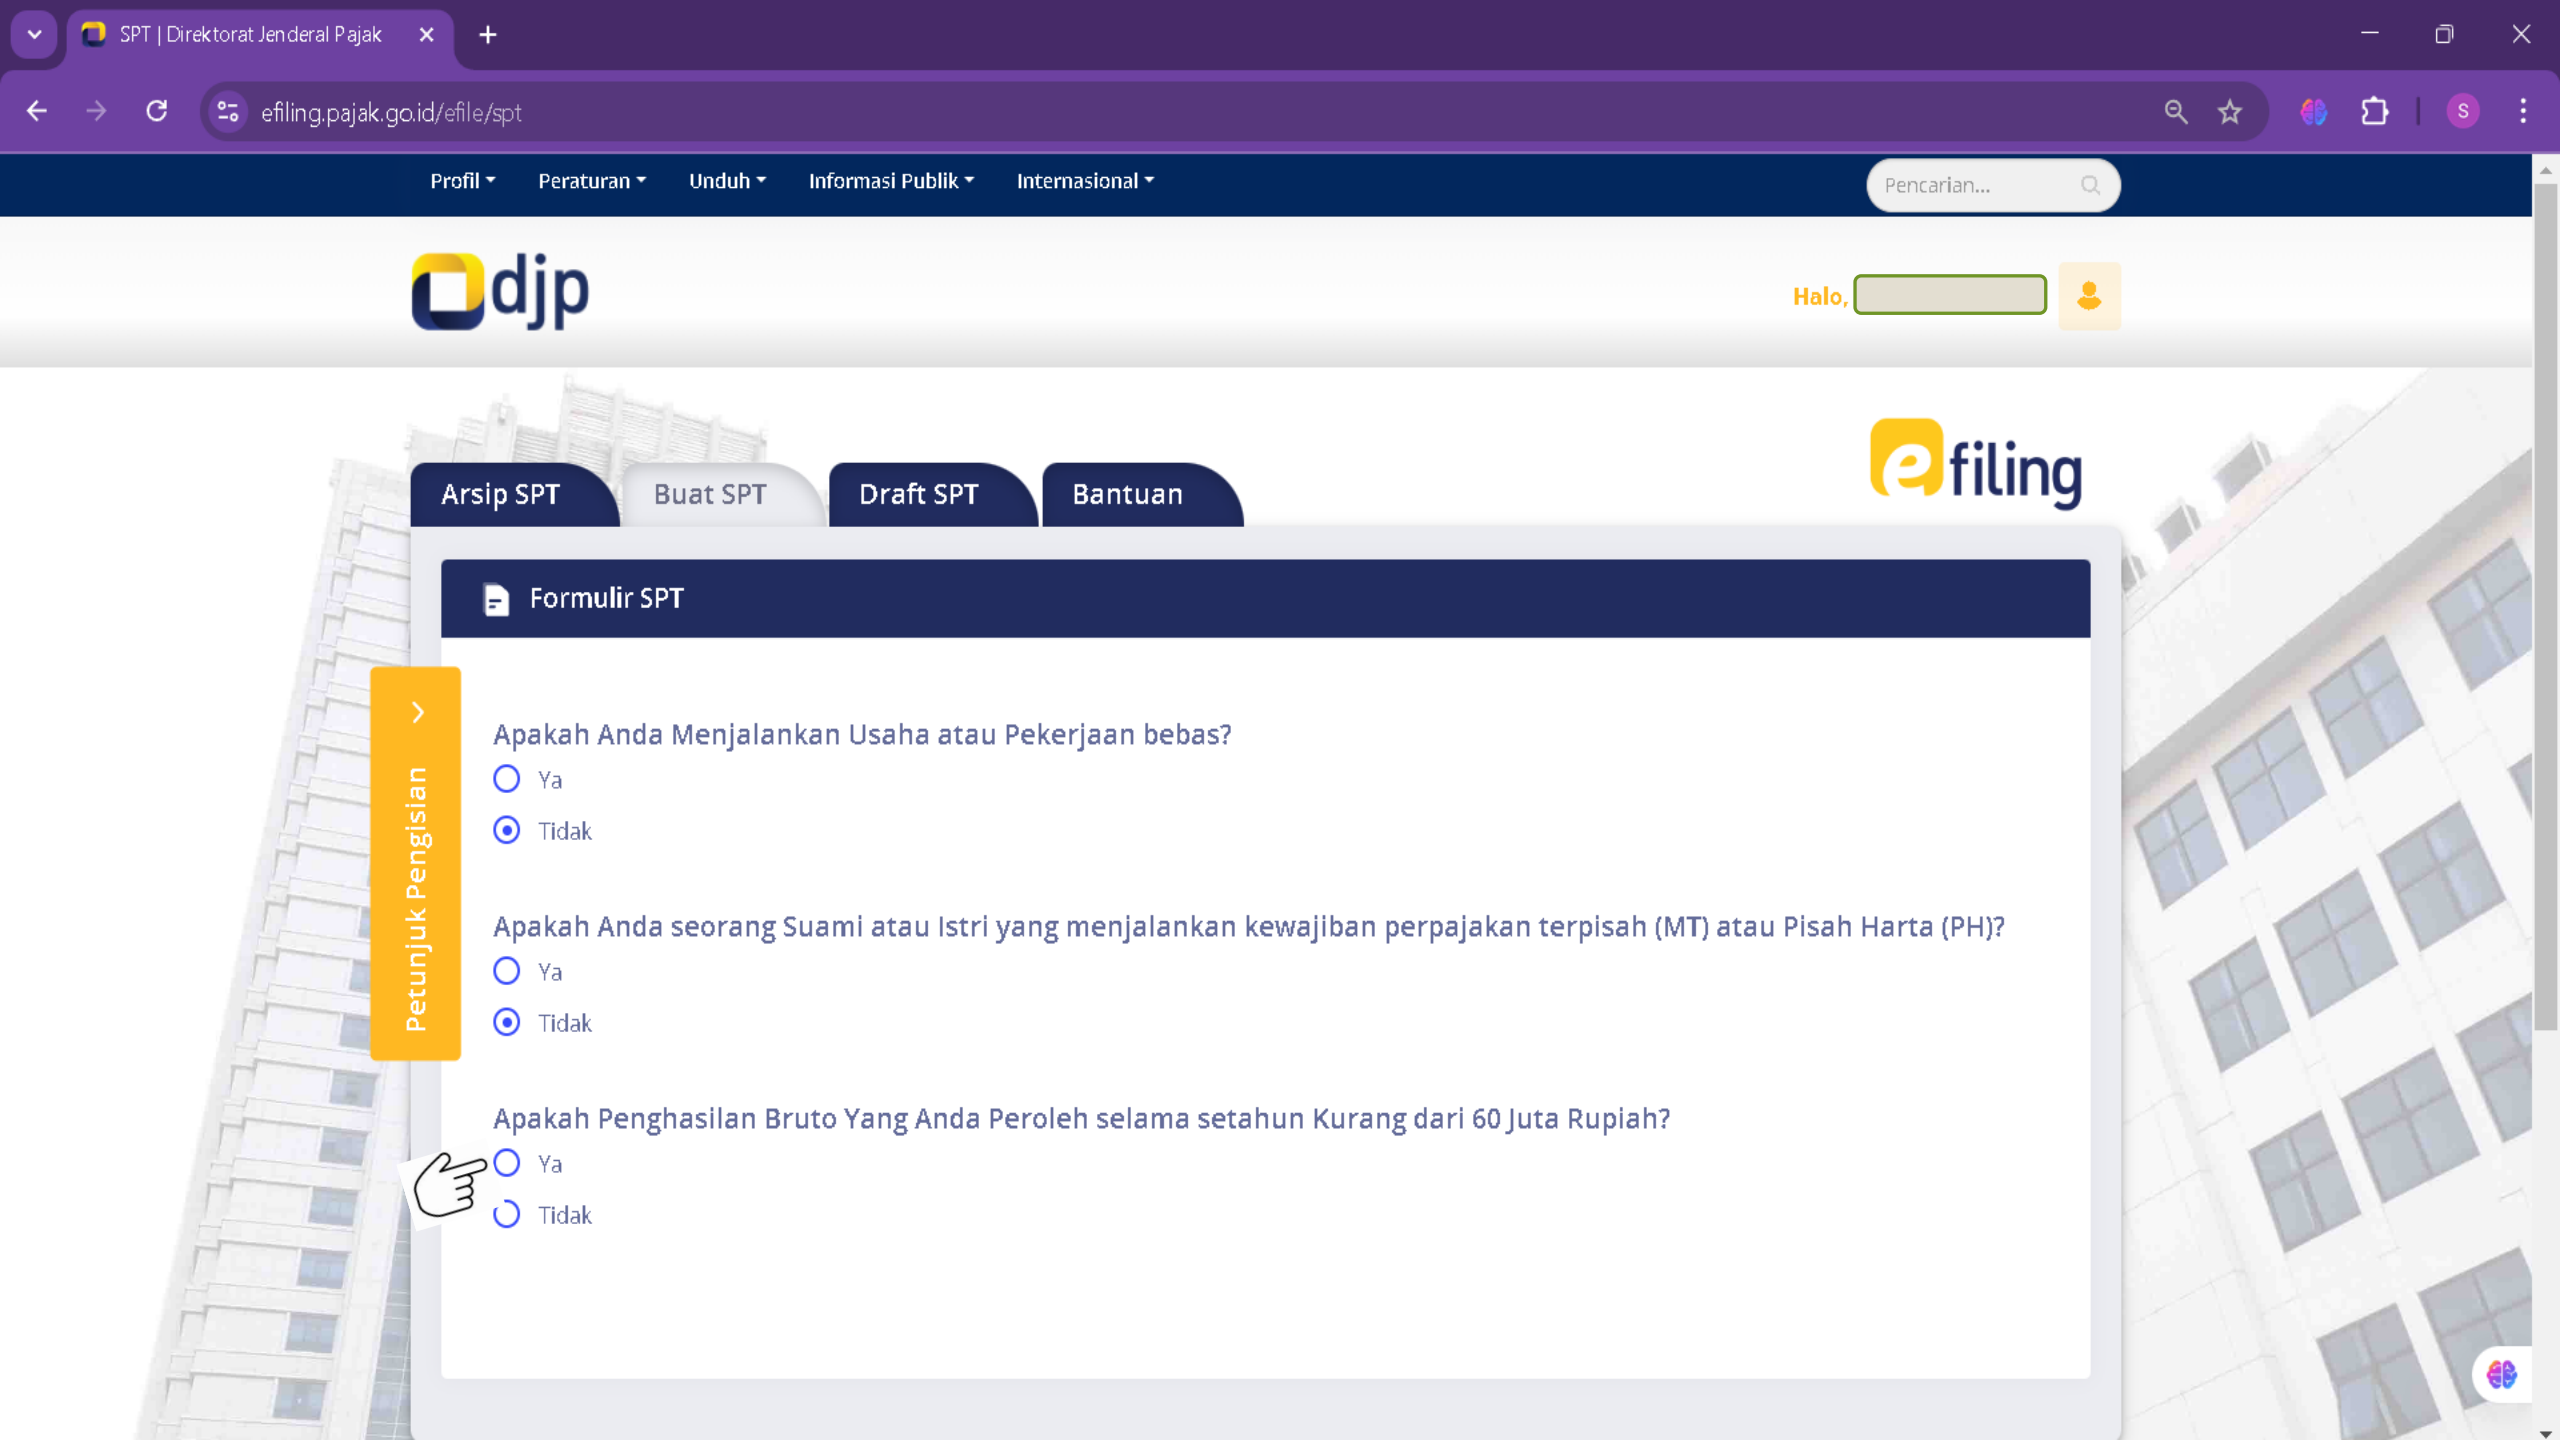 SPT | Direktorat Jenderal Pajak
efiling.pajak.go.id/efile/spt
S
Profil Peraturan Unduh Informasi Publik Internasional Pencarian...
djp
Halo,
efiling
Arsip SPT Buat SPT Draft SPT Bantuan
Formulir SPT
Petunjuk Pengisian
Apakah Anda Menjalankan Usaha atau Pekerjaan bebas?
Ya
Tidak
Apakah Anda seorang Suami atau Istri yang menjalankan kewajiban perpajakan terpisah (MT) atau Pisah Harta (PH)?
Ya
Tidak
Apakah Penghasilan Bruto Yang Anda Peroleh selama setahun Kurang dari 60 Juta Rupiah?
Ya
Tidak